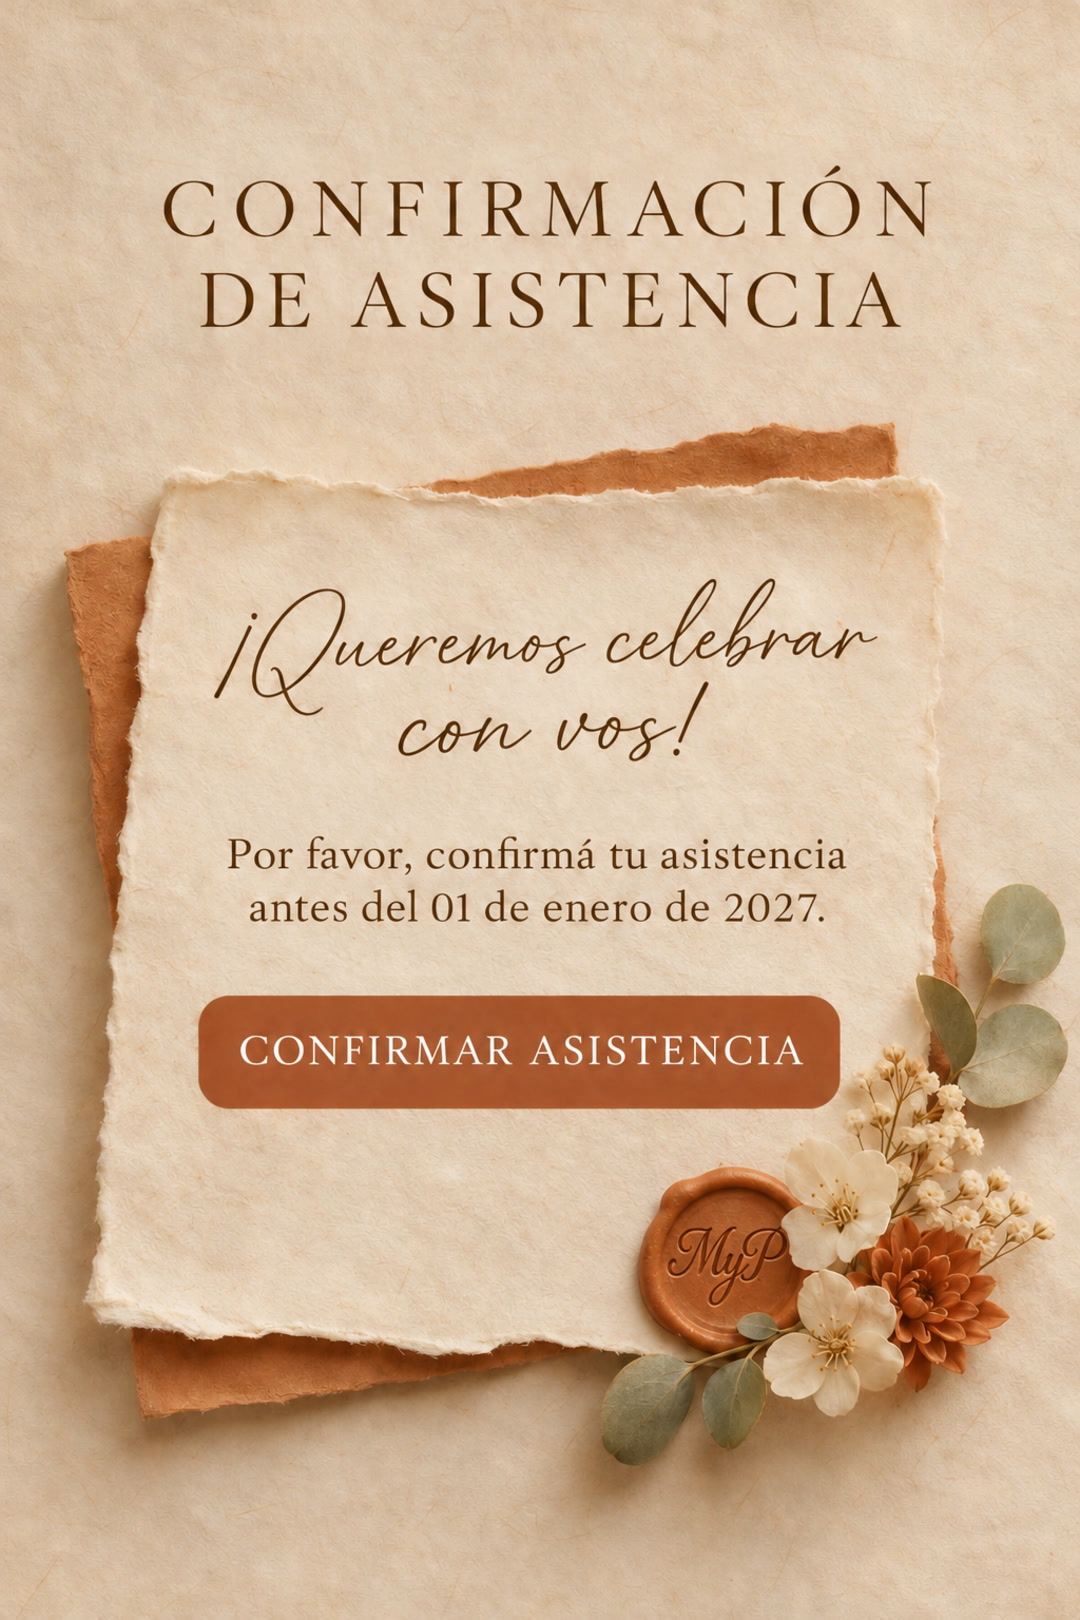 CONFIRMACIÓN
DE ASISTENCIA
¡Queremos celebrar
con vos!
Por favor, confirmá tu asistencia
antes del 01 de enero de 2027.
CONFIRMAR ASISTENCIA
MyP